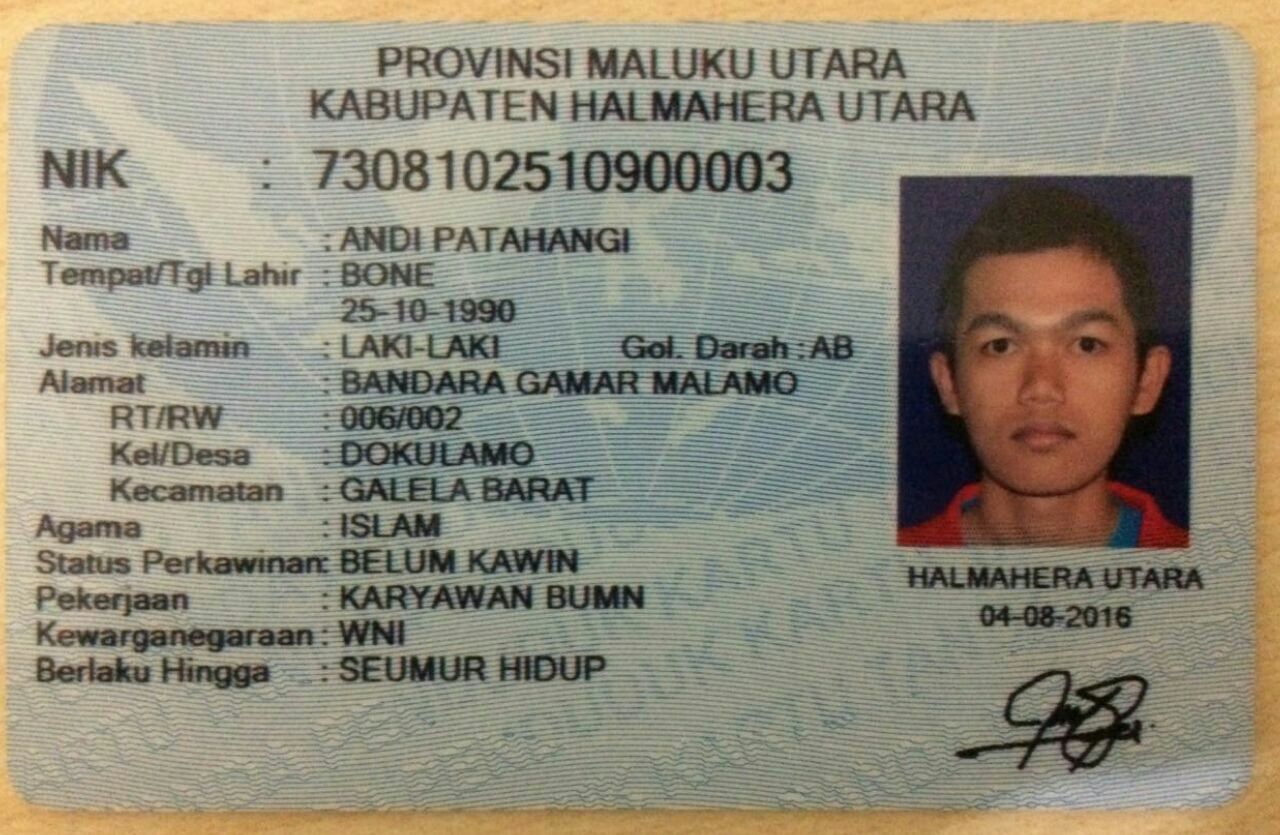 PROVINSI MALUKU UTARA
KABUPATEN HALMAHERA UTARA
NIK : 7308102510900003
Nama : ANDI PATAHANGI
Tempat/Tgl Lahir : BONE
25-10-1990
Jenis kelamin : LAKI-LAKI Gol. Darah : AB
Alamat : BANDARA GAMAR MALAMO
RT/RW : 006/002
Kel/Desa : DOKULAMO
Kecamatan : GALELA BARAT
Agama : ISLAM
Status Perkawinan: BELUM KAWIN
Pekerjaan : KARYAWAN BUMN
Kewarganegaraan : WNI
Berlaku Hingga : SEUMUR HIDUP
HALMAHERA UTARA
04-08-2016